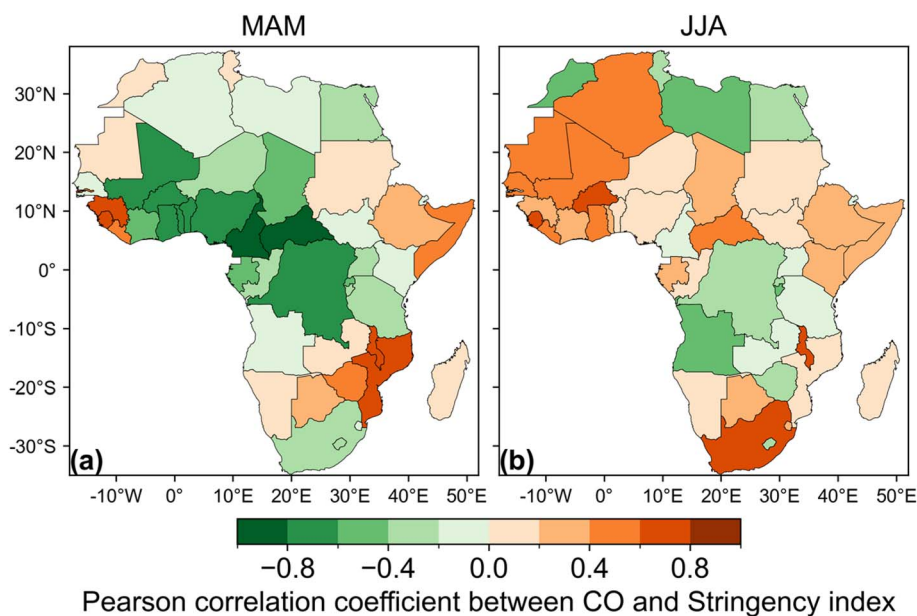 MAM JJA
30°N
20°N
10°N
0°
-10°S
-20°S
-30°S
(a) (b)
-10°W 0° 10°E 20°E 30°E 40°E 50°E -10°W 0° 10°E 20°E 30°E 40°E 50°E
−0.8 −0.4 0.0 0.4 0.8
Pearson correlation coefficient between CO and Stringency index